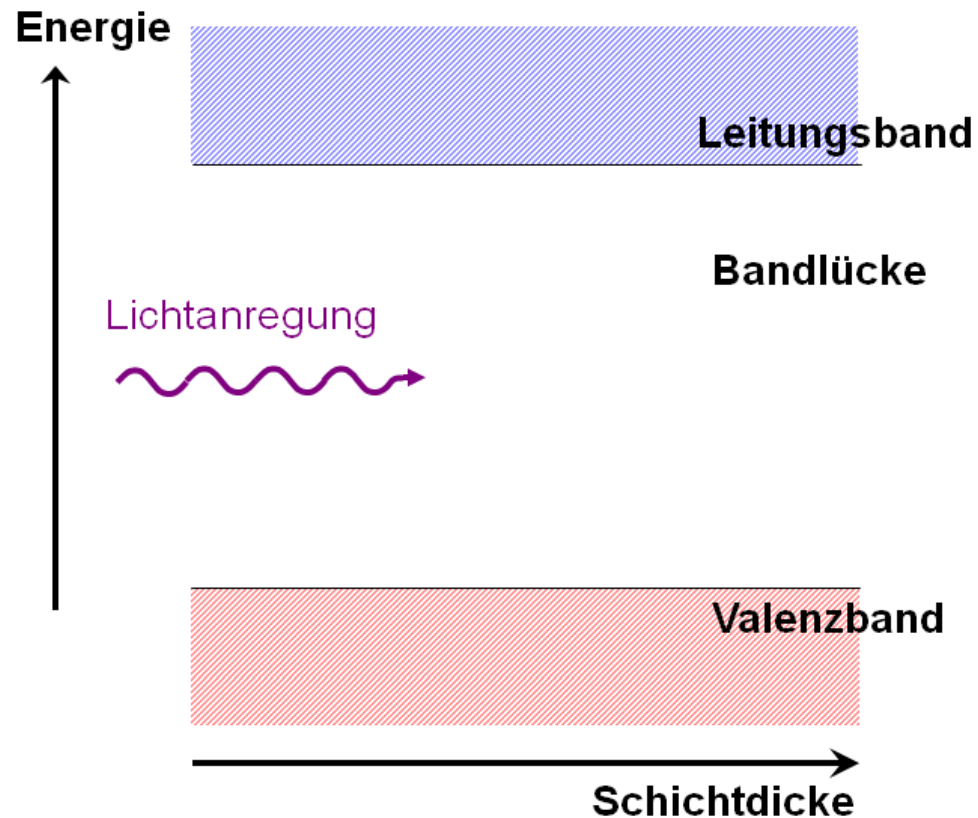 Energie
Leitungsband
Bandlücke
Lichtanregung
Valenzband
Schichtdicke